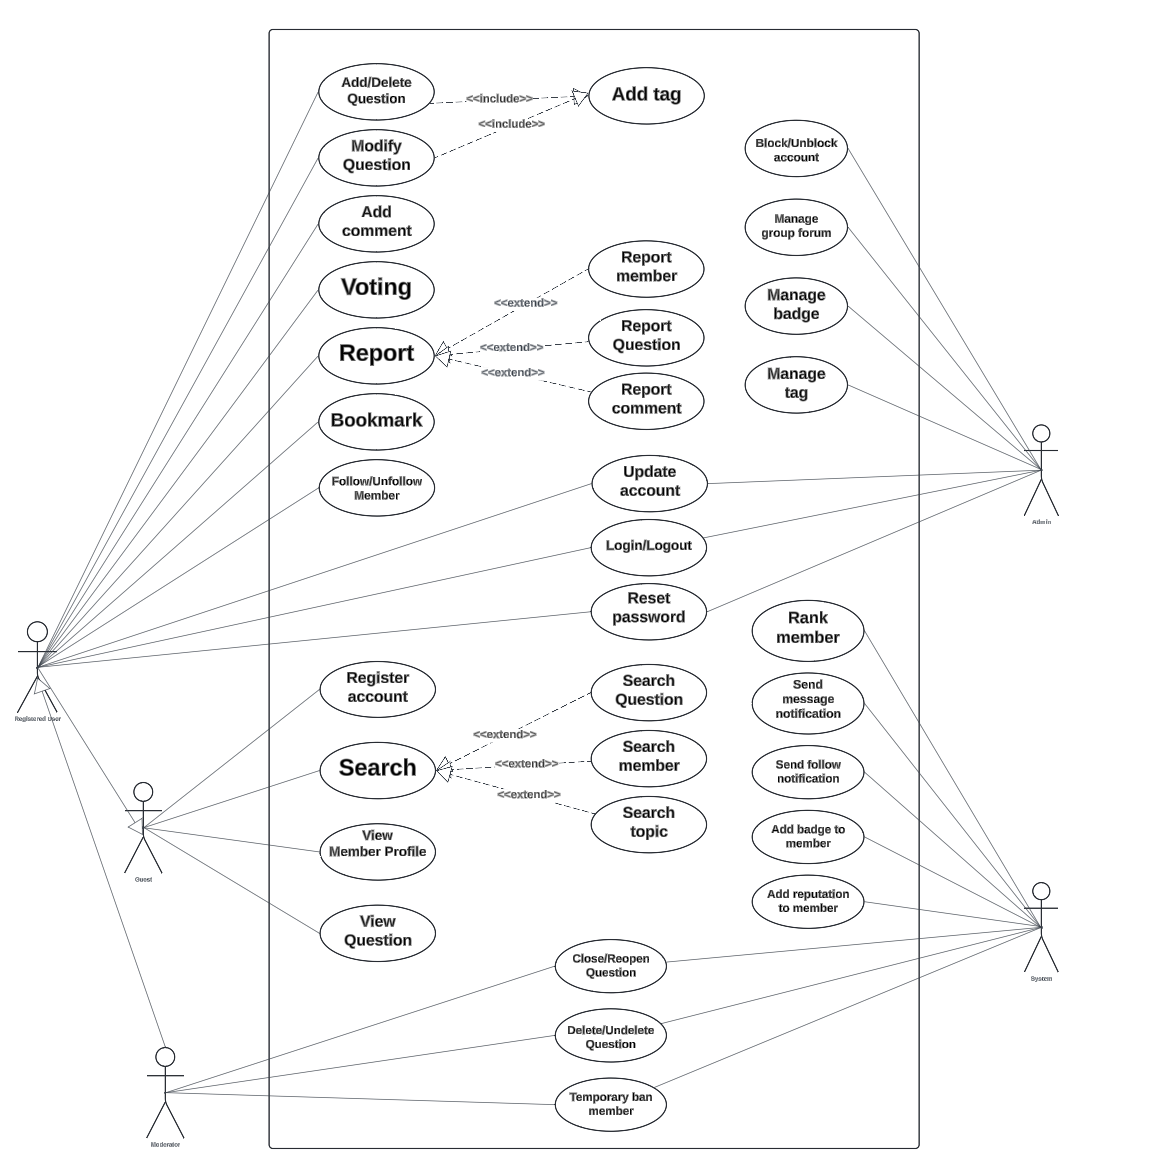 Add/Delete
Question
<<include>>
Add tag
<<include>>
Modify
Question
Block/Unblock
account
Add
comment
Manage
group forum
Voting
Report
member
<<extend>>
Manage
badge
Report
<<extend>>
Report
Question
<<extend>>
Report
comment
Manage
tag
Bookmark
Follow/Unfollow
Member
Update
account
Admin
Login/Logout
Reset
password
Rank
member
Registered User
Register
account
Search
Question
Send
message
notification
<<extend>>
Search
<<extend>>
Search
member
Send follow
notification
<<extend>>
Search
topic
View
Member Profile
Add badge to
member
Guest
Add reputation
to member
View
Question
Close/Reopen
Question
System
Delete/Undelete
Question
Temporary ban
member
Moderator